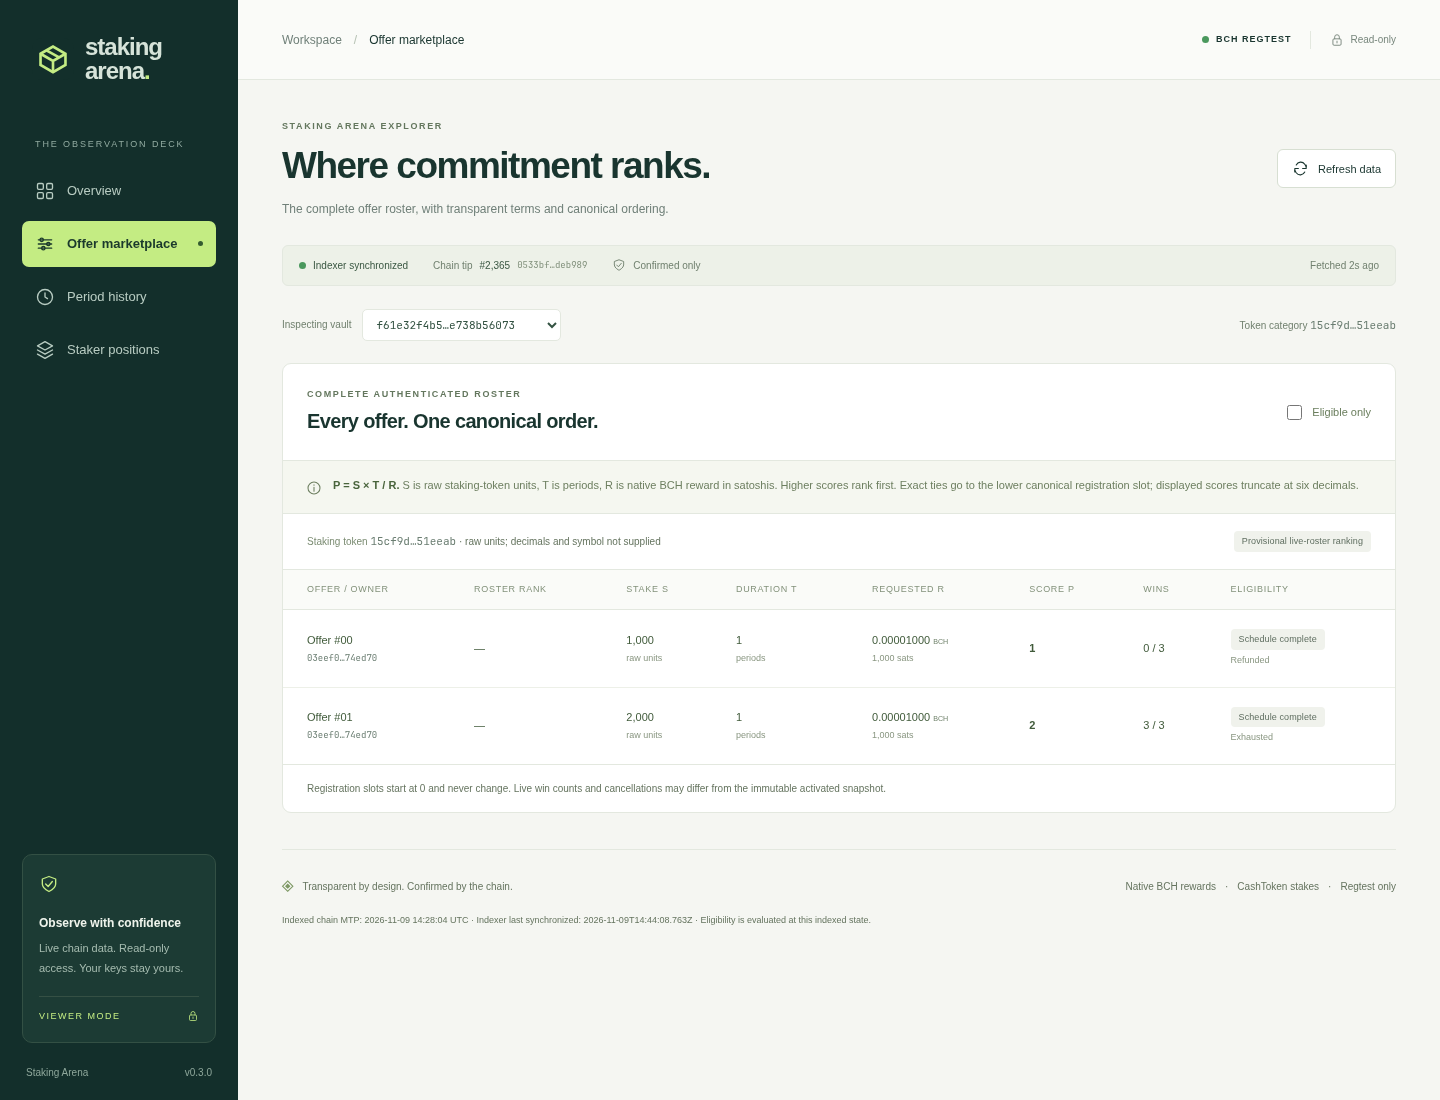 staking
arena.
THE OBSERVATION DECK
Overview
Offer marketplace
Period history
Staker positions
Observe with confidence
Live chain data. Read-only
access. Your keys stay yours.
VIEWER MODE
Staking Arena v0.3.0
Workspace / Offer marketplace
BCH REGTEST Read-only
STAKING ARENA EXPLORER
Where commitment ranks.
Refresh data
The complete offer roster, with transparent terms and canonical ordering.
Indexer synchronized Chain tip #2,365 0533bf…deb989 Confirmed only Fetched 2s ago
Inspecting vault f61e32f4b5…e738b56073 Token category 15cf9d…51eeab
COMPLETE AUTHENTICATED ROSTER
Every offer. One canonical order.
Eligible only
P = S × T / R. S is raw staking-token units, T is periods, R is native BCH reward in satoshis. Higher scores rank first. Exact ties go to the lower canonical registration slot; displayed scores truncate at six decimals.
Staking token 15cf9d…51eeab · raw units; decimals and symbol not supplied Provisional live-roster ranking
OFFER / OWNER ROSTER RANK STAKE S DURATION T REQUESTED R SCORE P WINS ELIGIBILITY
Offer #00 — 1,000 1 0.00001000 BCH 1 0 / 3 Schedule complete
03eef0…74ed70 raw units periods 1,000 sats Refunded
Offer #01 — 2,000 1 0.00001000 BCH 2 3 / 3 Schedule complete
03eef0…74ed70 raw units periods 1,000 sats Exhausted
Registration slots start at 0 and never change. Live win counts and cancellations may differ from the immutable activated snapshot.
Transparent by design. Confirmed by the chain. Native BCH rewards · CashToken stakes · Regtest only
Indexed chain MTP: 2026-11-09 14:28:04 UTC · Indexer last synchronized: 2026-11-09T14:44:08.763Z · Eligibility is evaluated at this indexed state.